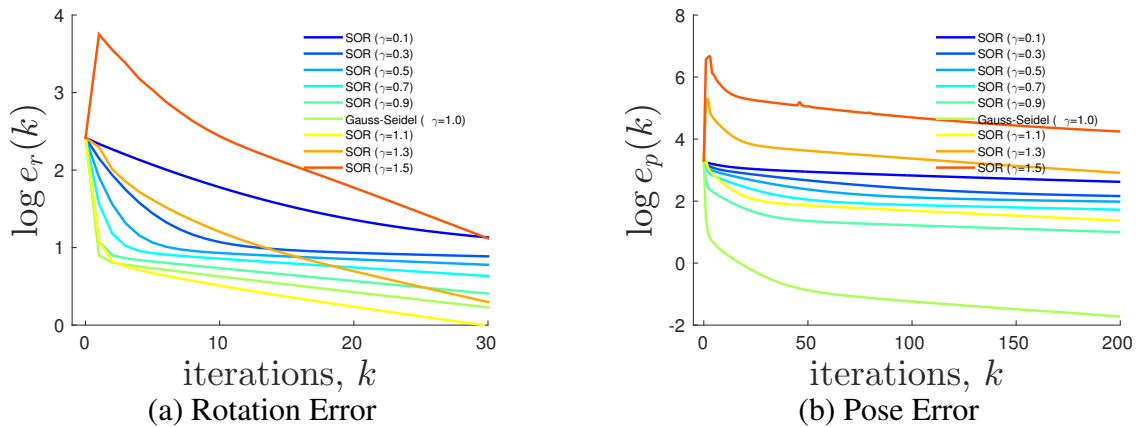 log e_r(k)
4
3
2
1
0
SOR (γ=0.1)
SOR (γ=0.3)
SOR (γ=0.5)
SOR (γ=0.7)
SOR (γ=0.9)
Gauss-Seidel ( γ=1.0)
SOR (γ=1.1)
SOR (γ=1.3)
SOR (γ=1.5)
0 10 20 30
iterations, k
(a) Rotation Error
log e_p(k)
8
6
4
2
0
-2
SOR (γ=0.1)
SOR (γ=0.3)
SOR (γ=0.5)
SOR (γ=0.7)
SOR (γ=0.9)
Gauss-Seidel ( γ=1.0)
SOR (γ=1.1)
SOR (γ=1.3)
SOR (γ=1.5)
0 50 100 150 200
iterations, k
(b) Pose Error